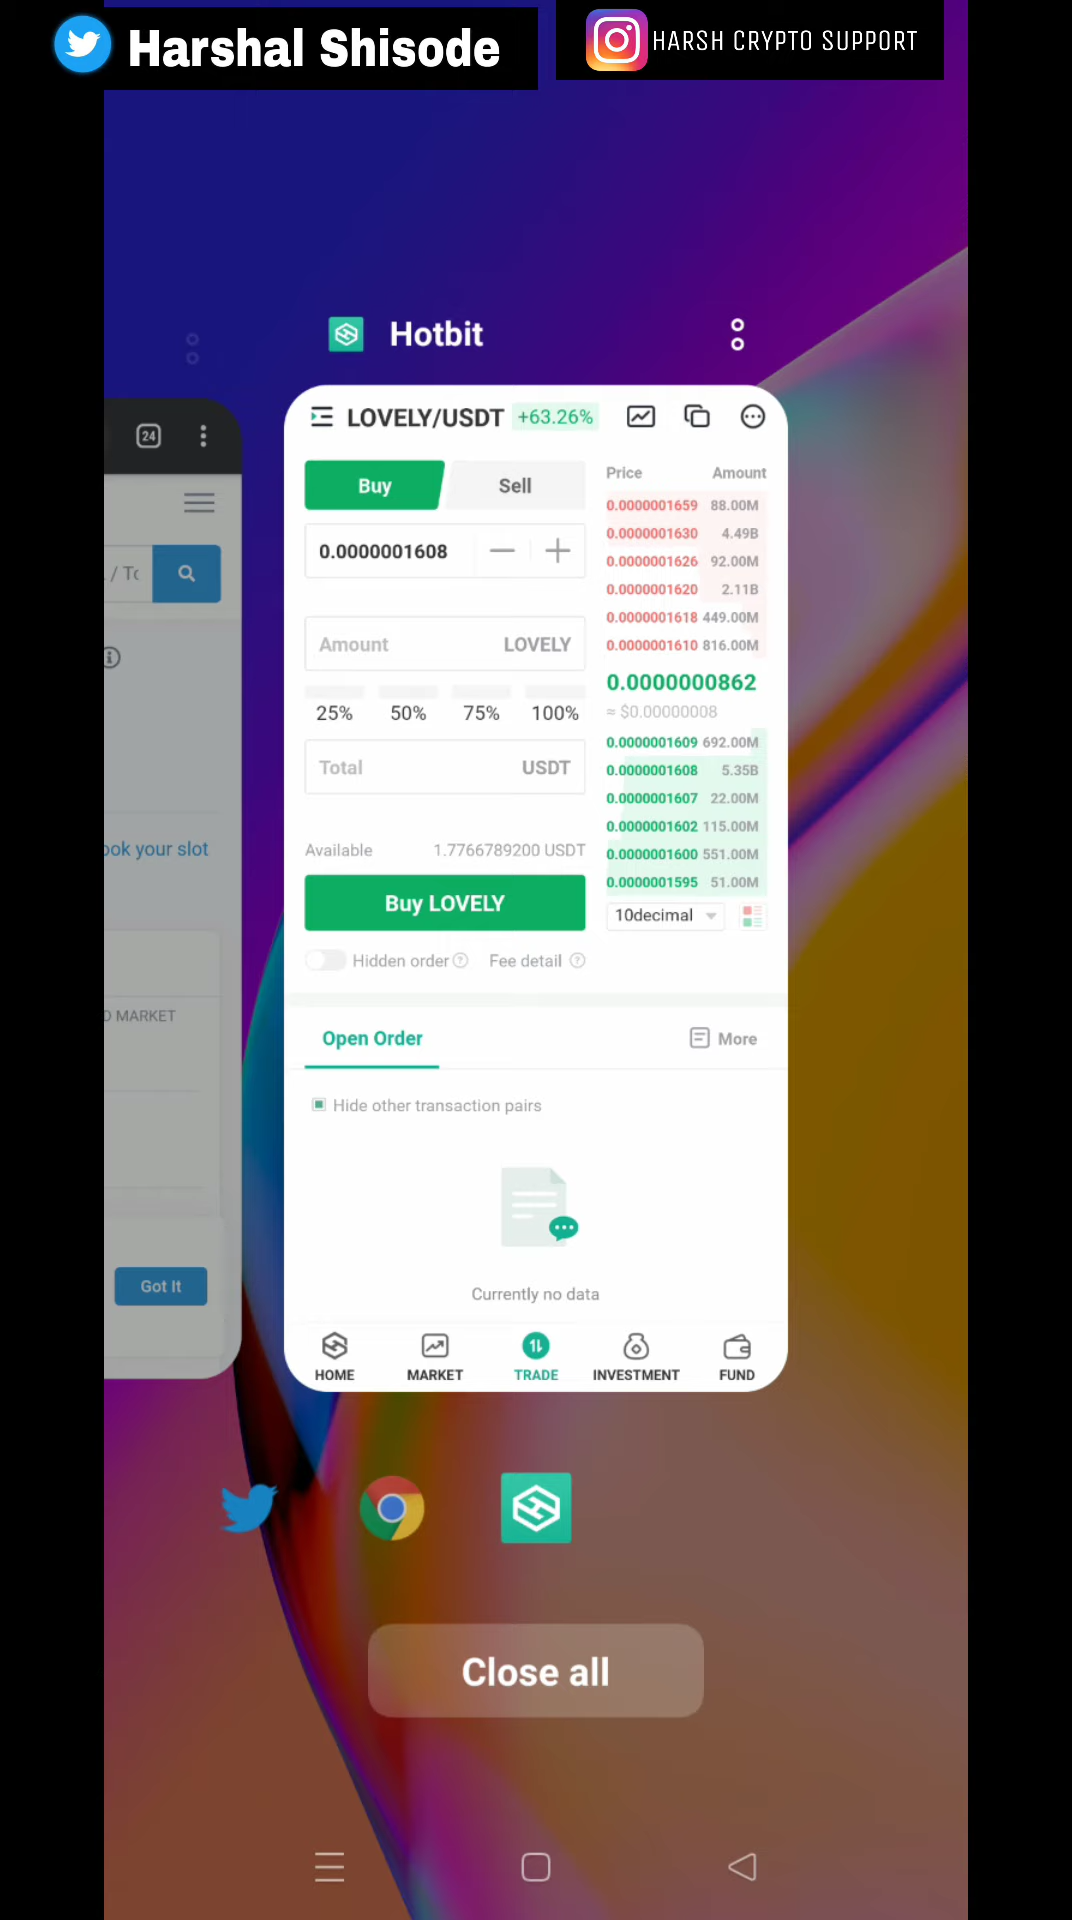 Harshal Shisode
HARSH CRYPTO SUPPORT
Hotbit
24
LOVELY/USDT +63.26%
Buy
Sell
Price Amount
0.0000001659 88.00M
0.0000001608
0.0000001630 4.49B
0.0000001626 92.00M
0.0000001620 2.11B
0.0000001618 449.00M
Amount LOVELY
0.0000001610 816.00M
0.0000000862
25% 50% 75% 100%
≈ $0.00000008
0.0000001609 692.00M
Total USDT
0.0000001608 5.35B
0.0000001607 22.00M
0.0000001602 115.00M
Available 1.7766789200 USDT
0.0000001600 551.00M
0.0000001595 51.00M
Buy LOVELY
10decimal
Hidden order ? Fee detail ?
your slot
MARKET
Open Order
More
Hide other transaction pairs
Got It
Currently no data
HOME MARKET TRADE INVESTMENT FUND
Close all